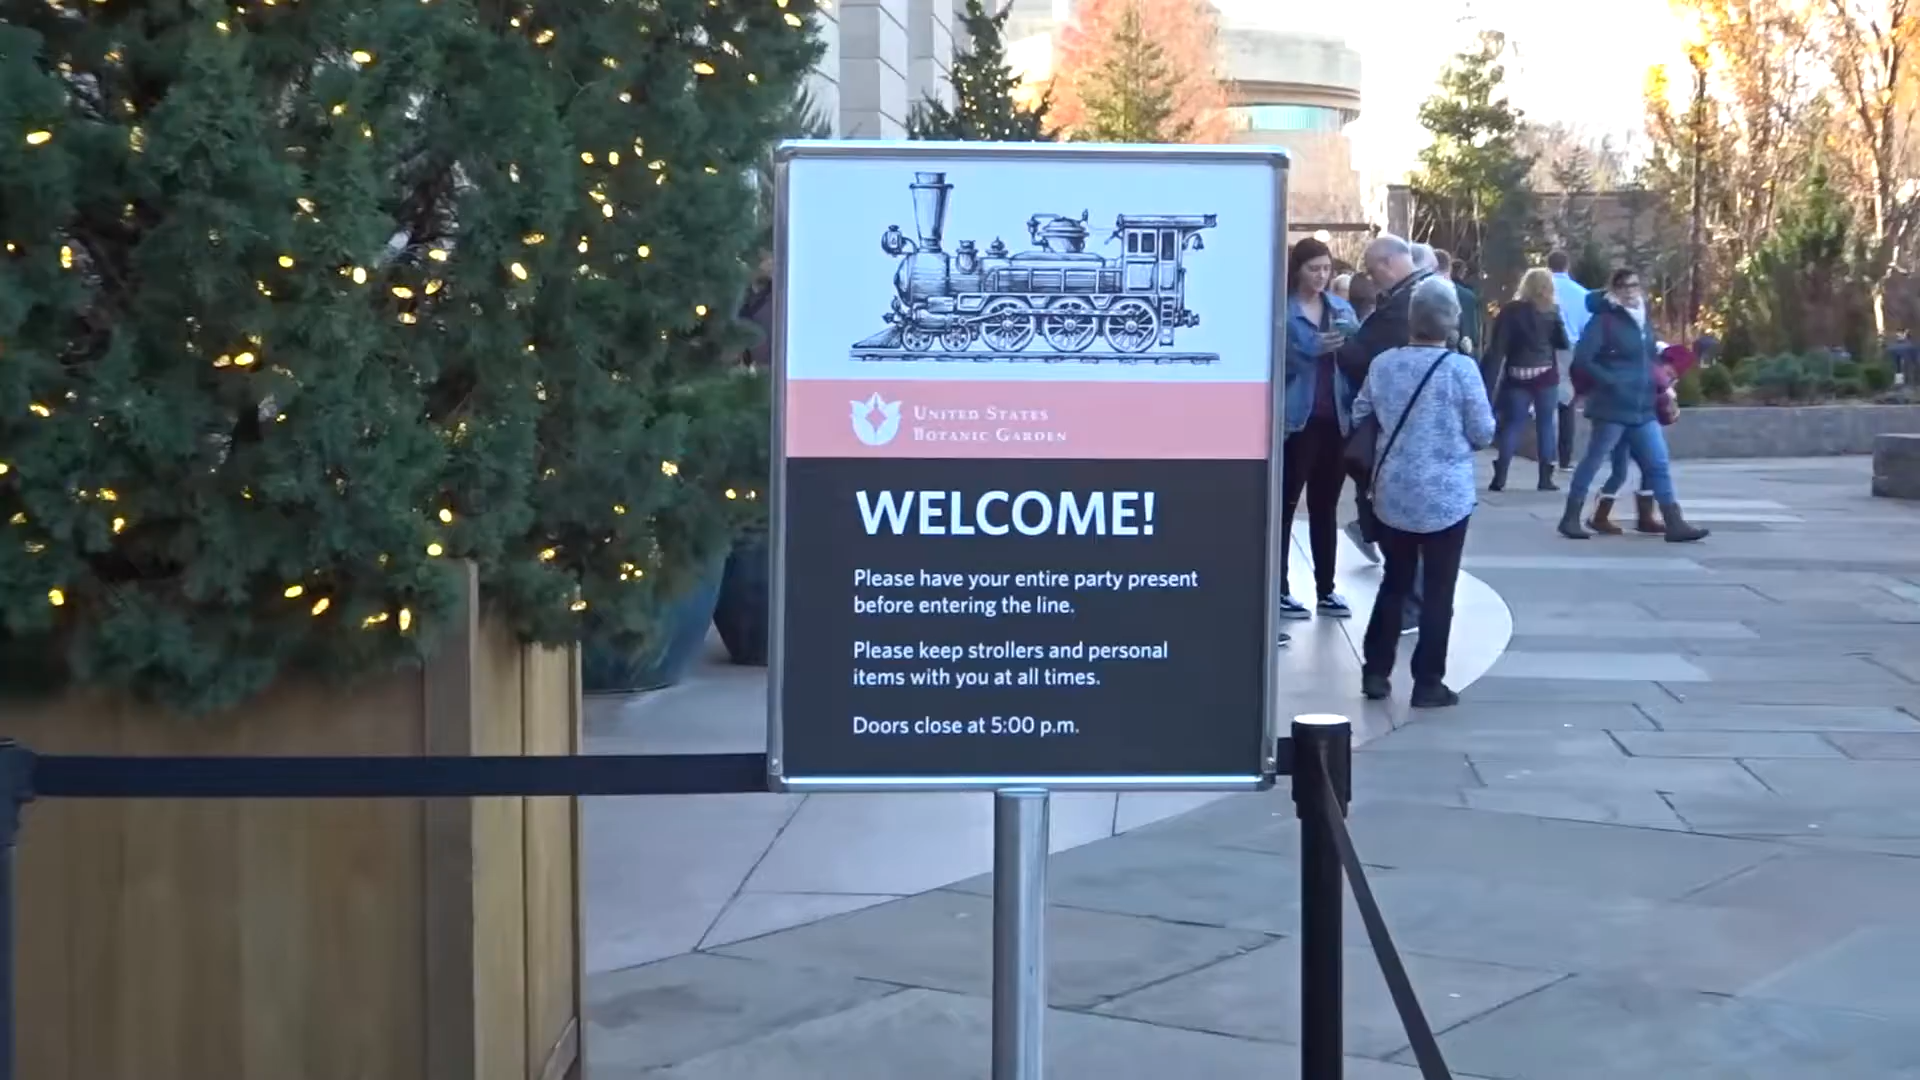 UNITED STATES
BOTANIC GARDEN
WELCOME!
Please have your entire party present
before entering the line.
Please keep strollers and personal
items with you at all times.
Doors close at 5:00 p.m.